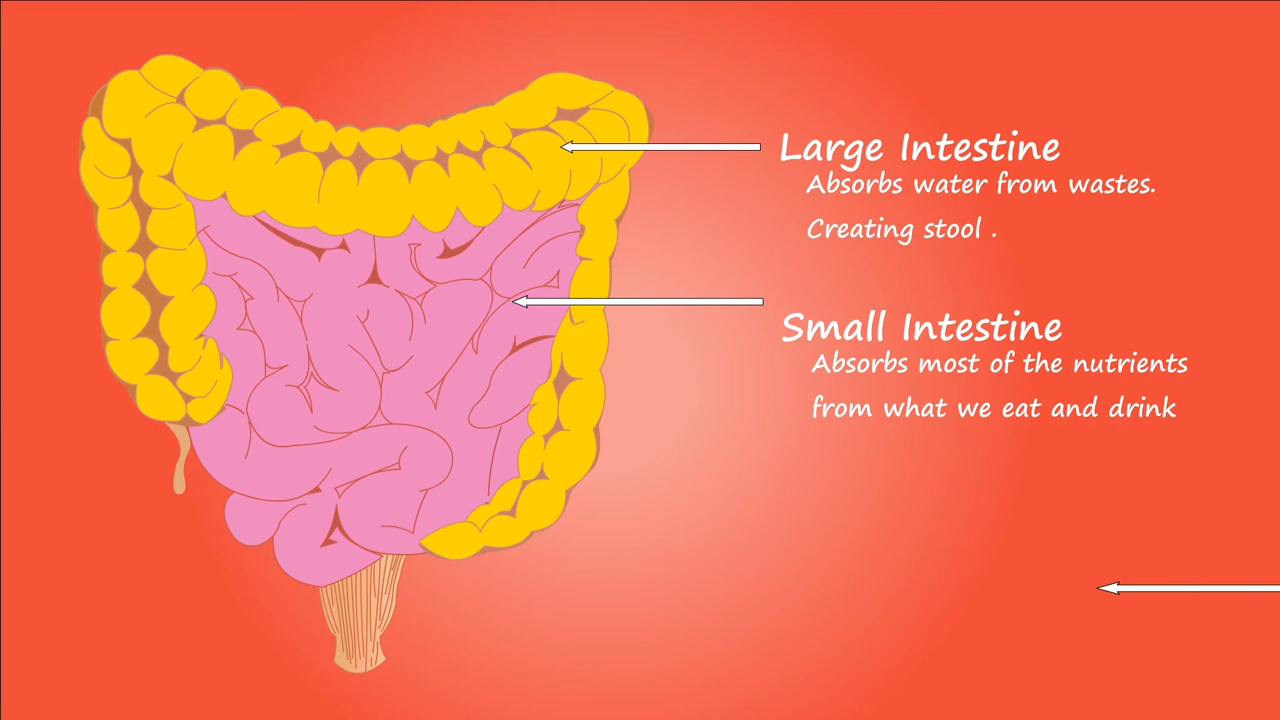 Large Intestine
Absorbs water from wastes.
Creating stool .
Small Intestine
Absorbs most of the nutrients
from what we eat and drink